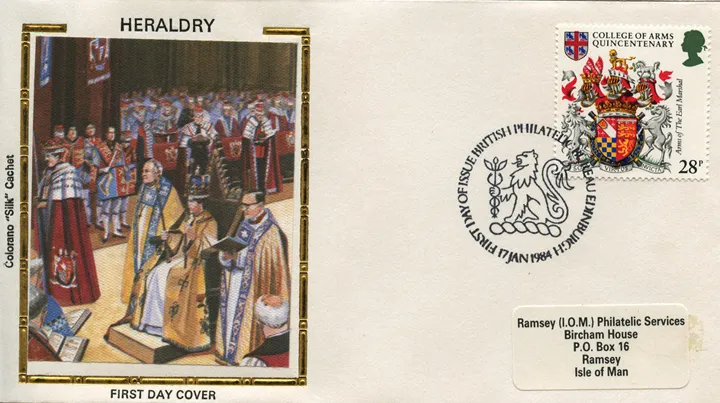 HERALDRY
Colorano "Silk" Cachet
FIRST DAY COVER
COLLEGE OF ARMS
QUINCENTENARY
Arms of The Earl Marshal
28P
FIRST DAY OF ISSUE BRITISH PHILATELIC BUREAU EDINBURGH
17 JAN 1984
Ramsey (I.O.M.) Philatelic Services
Bircham House
P.O. Box 16
Ramsey
Isle of Man